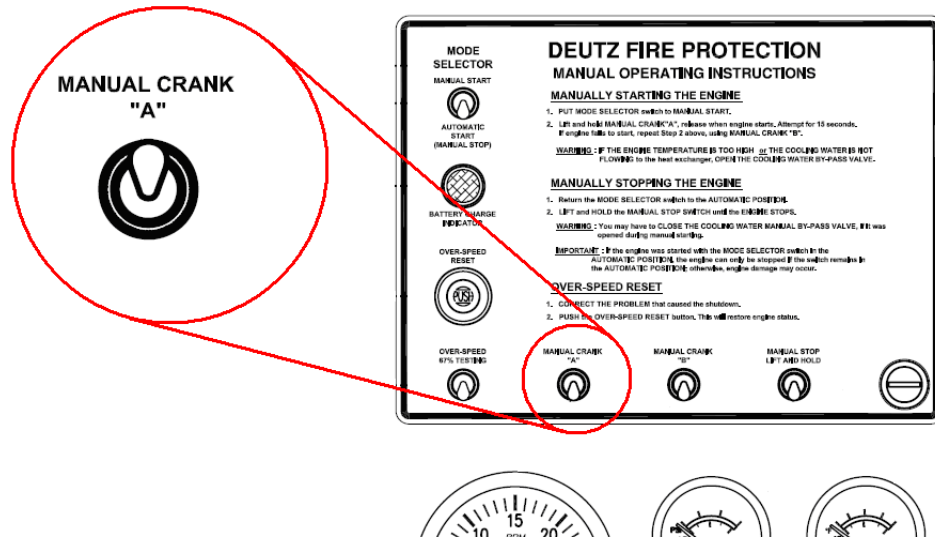 MANUAL CRANK
"A"
MODE
SELECTOR
MANUAL START
AUTOMATIC
START
(MANUAL STOP)
BATTERY CHARGE
INDICATOR
OVER-SPEED
RESET
PUSH
OVER-SPEED
67% TESTING
DEUTZ FIRE PROTECTION
MANUAL OPERATING INSTRUCTIONS
MANUALLY STARTING THE ENGINE
1. PUT MODE SELECTOR switch to MANUAL START.
2. Lift and hold MANUAL CRANK"A", release when engine starts. Attempt for 15 seconds.
If engine fails to start, repeat Step 2 above, using MANUAL CRANK "B".
WARNING : IF THE ENGINE TEMPERATURE IS TOO HIGH or THE COOLING WATER IS NOT
FLOWING to the heat exchanger, OPEN THE COOLING WATER BY-PASS VALVE.
MANUALLY STOPPING THE ENGINE
1. Return the MODE SELECTOR switch to the AUTOMATIC POSITION.
2. LIFT and HOLD the MANUAL STOP SWITCH until the ENGINE STOPS.
WARNING : You may have to CLOSE THE COOLING WATER MANUAL BY-PASS VALVE, if it was
opened during manual starting.
IMPORTANT : If the engine was started with the MODE SELECTOR switch in the
AUTOMATIC POSITION, the engine can only be stopped if the switch remains in
the AUTOMATIC POSITION; otherwise, engine damage may occur.
OVER-SPEED RESET
1. CORRECT THE PROBLEM that caused the shutdown.
2. PUSH the OVER-SPEED RESET button. This will restore engine status.
MANUAL CRANK
"A"
MANUAL CRANK
"B"
MANUAL STOP
LIFT AND HOLD
10 15 20